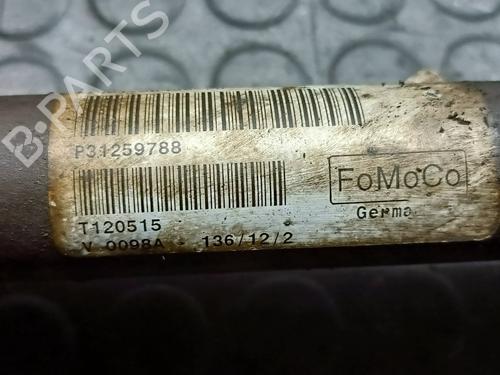 P31259788
FoMoCo
Germa
T120515
V 0098A - 136/12/2
B-PARTS